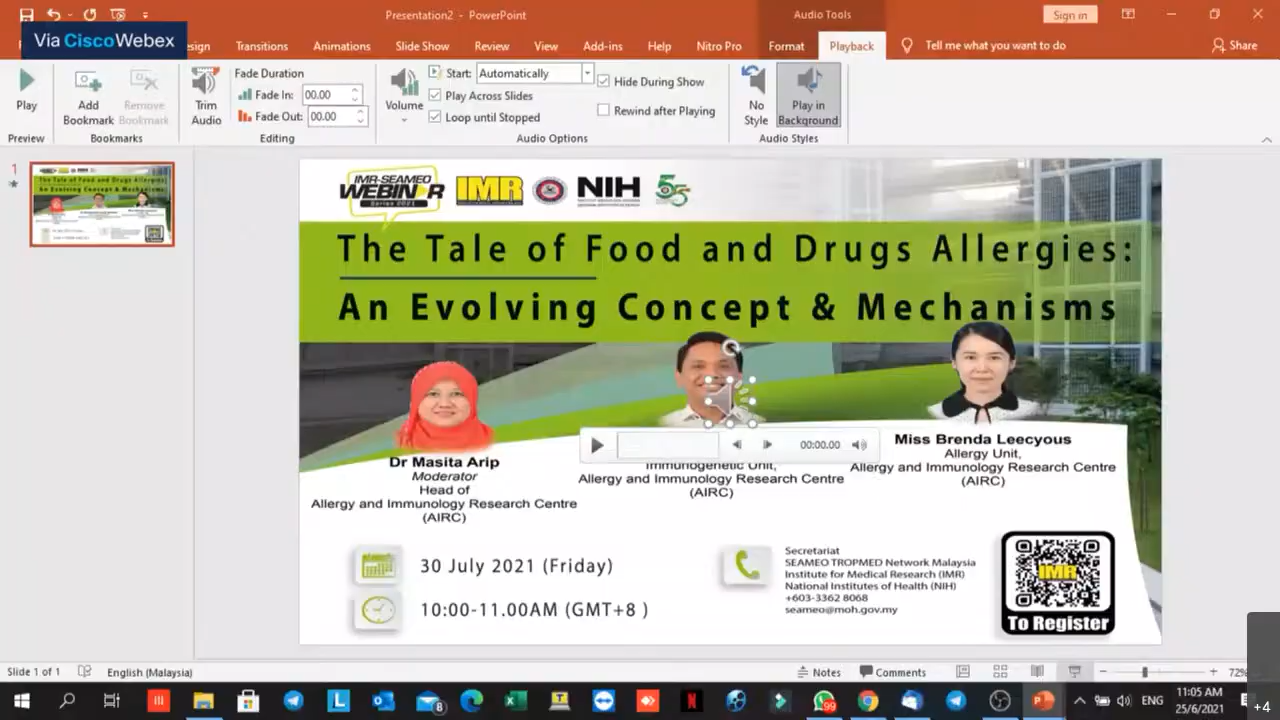 Presentation2 - PowerPoint
Audio Tools
Sign in
Via CiscoWebex
Transitions
Animations
Slide Show
Review
View
Add-ins
Help
Nitro Pro
Format
Playback
Tell me what you want to do
Share
Play
Add
Bookmark
Remove
Bookmark
Trim
Audio
Fade Duration
Fade In: 00.00
Fade Out: 00.00
Volume
Start: Automatically
Play Across Slides
Loop until Stopped
Hide During Show
Rewind after Playing
No
Style
Play in
Background
Preview
Bookmarks
Editing
Audio Options
Audio Styles
1
IMR-SEAMEO
WEBINAR
Series 2021
IMR
NIH
55
The Tale of Food and Drugs Allergies:
An Evolving Concept & Mechanisms
00:00.00
Dr Masita Arip
Moderator
Head of
Allergy and Immunology Research Centre
(AIRC)
Immunogenetic Unit,
Allergy and Immunology Research Centre
(AIRC)
Miss Brenda Leecyous
Allergy Unit,
Allergy and Immunology Research Centre
(AIRC)
30 July 2021 (Friday)
10:00-11.00AM (GMT+8 )
Secretariat
SEAMEO TROPMED Network Malaysia
Institute for Medical Research (IMR)
National Institutes of Health (NIH)
+603-3362 8068
seameo@moh.gov.my
IMR
To Register
Slide 1 of 1
English (Malaysia)
Notes
Comments
72%
8
99
ENG
11:05 AM
25/6/2021
+4